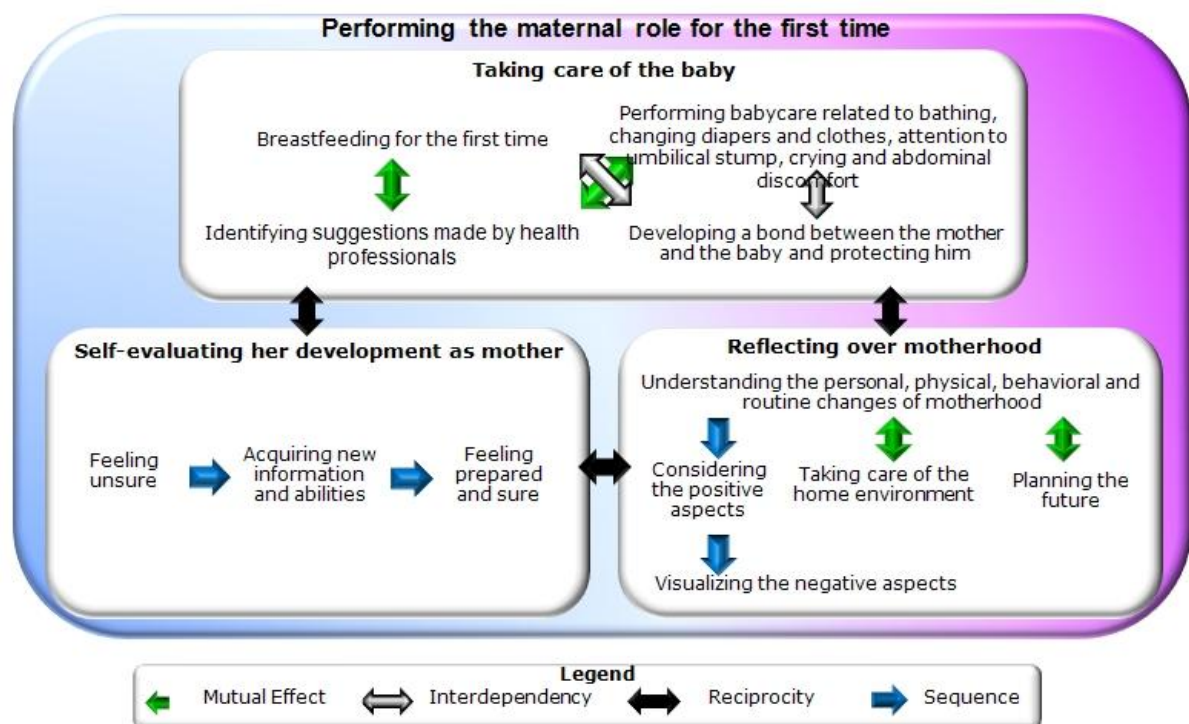 Performing the maternal role for the first time
Taking care of the baby
Breastfeeding for the first time
Identifying suggestions made by health
professionals
Performing babycare related to bathing,
changing diapers and clothes, attention to
umbilical stump, crying and abdominal
discomfort
Developing a bond between the mother
and the baby and protecting him
Self-evaluating her development as mother
Feeling
unsure
Acquiring new
information
and abilities
Feeling
prepared
and sure
Reflecting over motherhood
Understanding the personal, physical, behavioral and
routine changes of motherhood
Considering
the positive
aspects
Taking care of the
home environment
Planning the
future
Visualizing the negative aspects
Legend
Mutual Effect
Interdependency
Reciprocity
Sequence